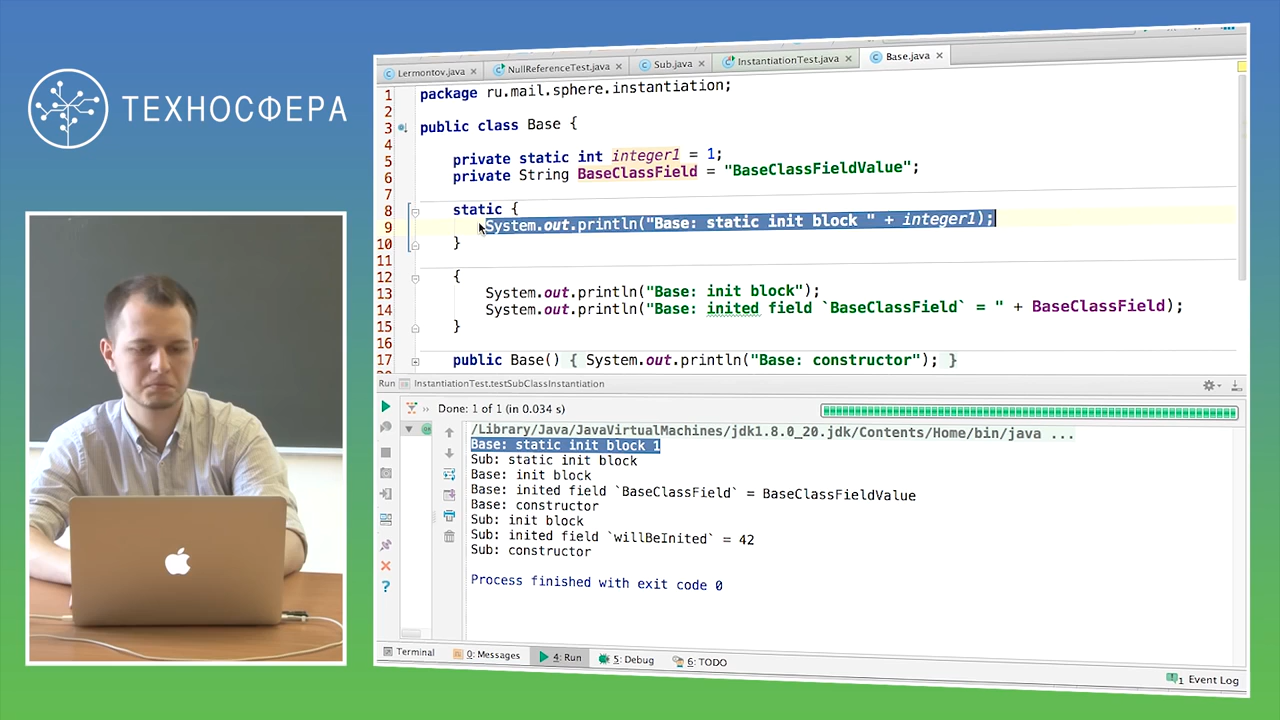 ТЕХНОСФЕРА
Lermontov.java
NullReferenceTest.java
Sub.java
InstantiationTest.java
Base.java
1 package ru.mail.sphere.instantiation;
2
3 public class Base {
4
5 private static int integer1 = 1;
6 private String BaseClassField = "BaseClassFieldValue";
7
8 static {
9 System.out.println("Base: static init block " + integer1);
10 }
11
12 {
13 System.out.println("Base: init block");
14 System.out.println("Base: inited field `BaseClassField` = " + BaseClassField);
15 }
16
17 public Base() { System.out.println("Base: constructor"); }
Run InstantiationTest.testSubClassInstantiation
Done: 1 of 1 (in 0.034 s)
/Library/Java/JavaVirtualMachines/jdk1.8.0_20.jdk/Contents/Home/bin/java ...
Base: static init block 1
Sub: static init block
Base: init block
Base: inited field `BaseClassField` = BaseClassFieldValue
Base: constructor
Sub: init block
Sub: inited field `willBeInited` = 42
Sub: constructor
Process finished with exit code 0
Terminal
0: Messages
4: Run
5: Debug
6: TODO
1 Event Log